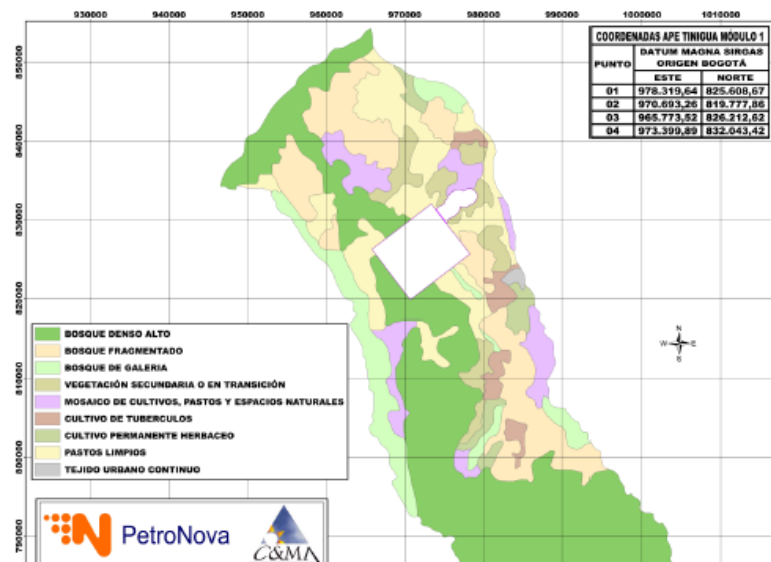 930000 940000 950000 960000 970000 980000 990000 1000000 1010000
850000
840000
830000
820000
810000
800000
790000
COORDENADAS APE TINIGUA MÓDULO 1
PUNTO DATUM MAGNA SIRGAS ORIGEN BOGOTÁ
ESTE NORTE
01 978.319,64 825.608,67
02 970.693,26 819.777,86
03 965.773,52 826.212,62
04 973.399,89 832.043,42
N
W E
S
BOSQUE DENSO ALTO
BOSQUE FRAGMENTADO
BOSQUE DE GALERIA
VEGETACIÓN SECUNDARIA O EN TRANSICIÓN
MOSAICO DE CULTIVOS, PASTOS Y ESPACIOS NATURALES
CULTIVO DE TUBERCULOS
CULTIVO PERMANENTE HERBACEO
PASTOS LIMPIOS
TEJIDO URBANO CONTINUO
N PetroNova
C&MA